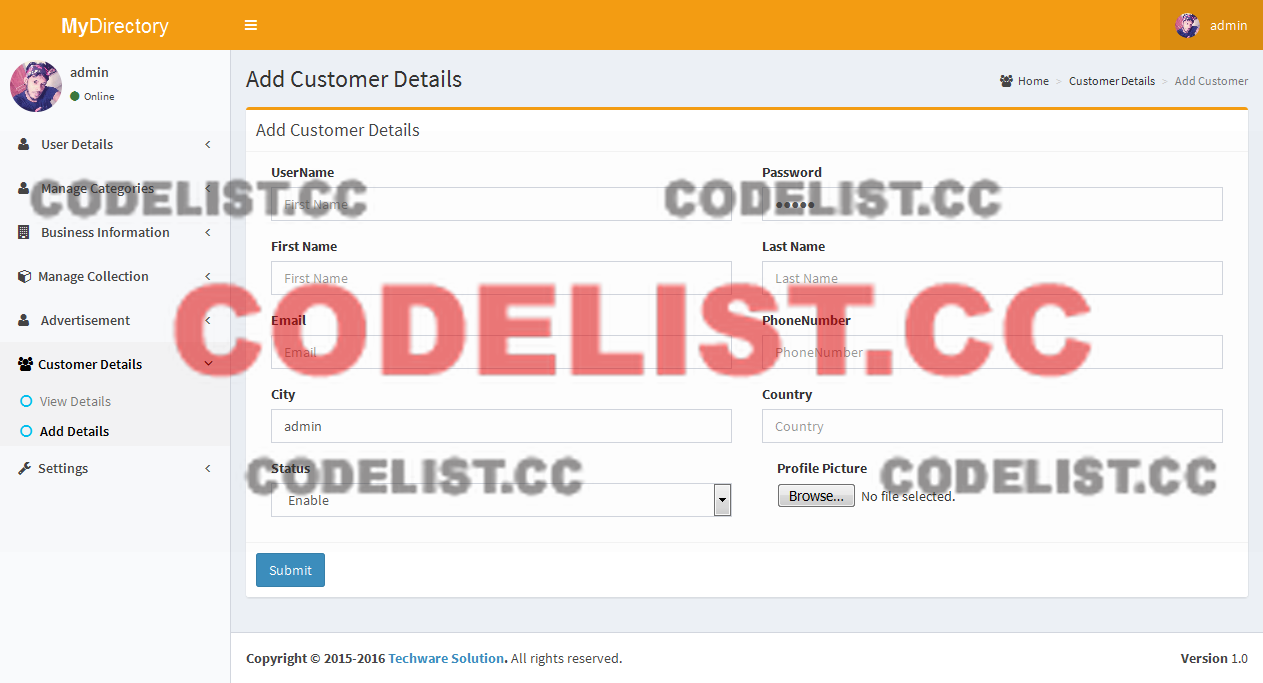 MyDirectory
admin
admin
Online
Add Customer Details
Home > Customer Details > Add Customer
User Details
Manage Categories
Business Information
Manage Collection
Advertisement
Customer Details
View Details
Add Details
Settings
Add Customer Details
UserName Password
First Name •••••
First Name Last Name
First Name Last Name
Email PhoneNumber
Email PhoneNumber
City Country
admin Country
Status Profile Picture
Enable Browse... No file selected.
Submit
CODELIST.CC CODELIST.CC
CODELIST.CC
CODELIST.CC CODELIST.CC
Copyright © 2015-2016 Techware Solution. All rights reserved. Version 1.0